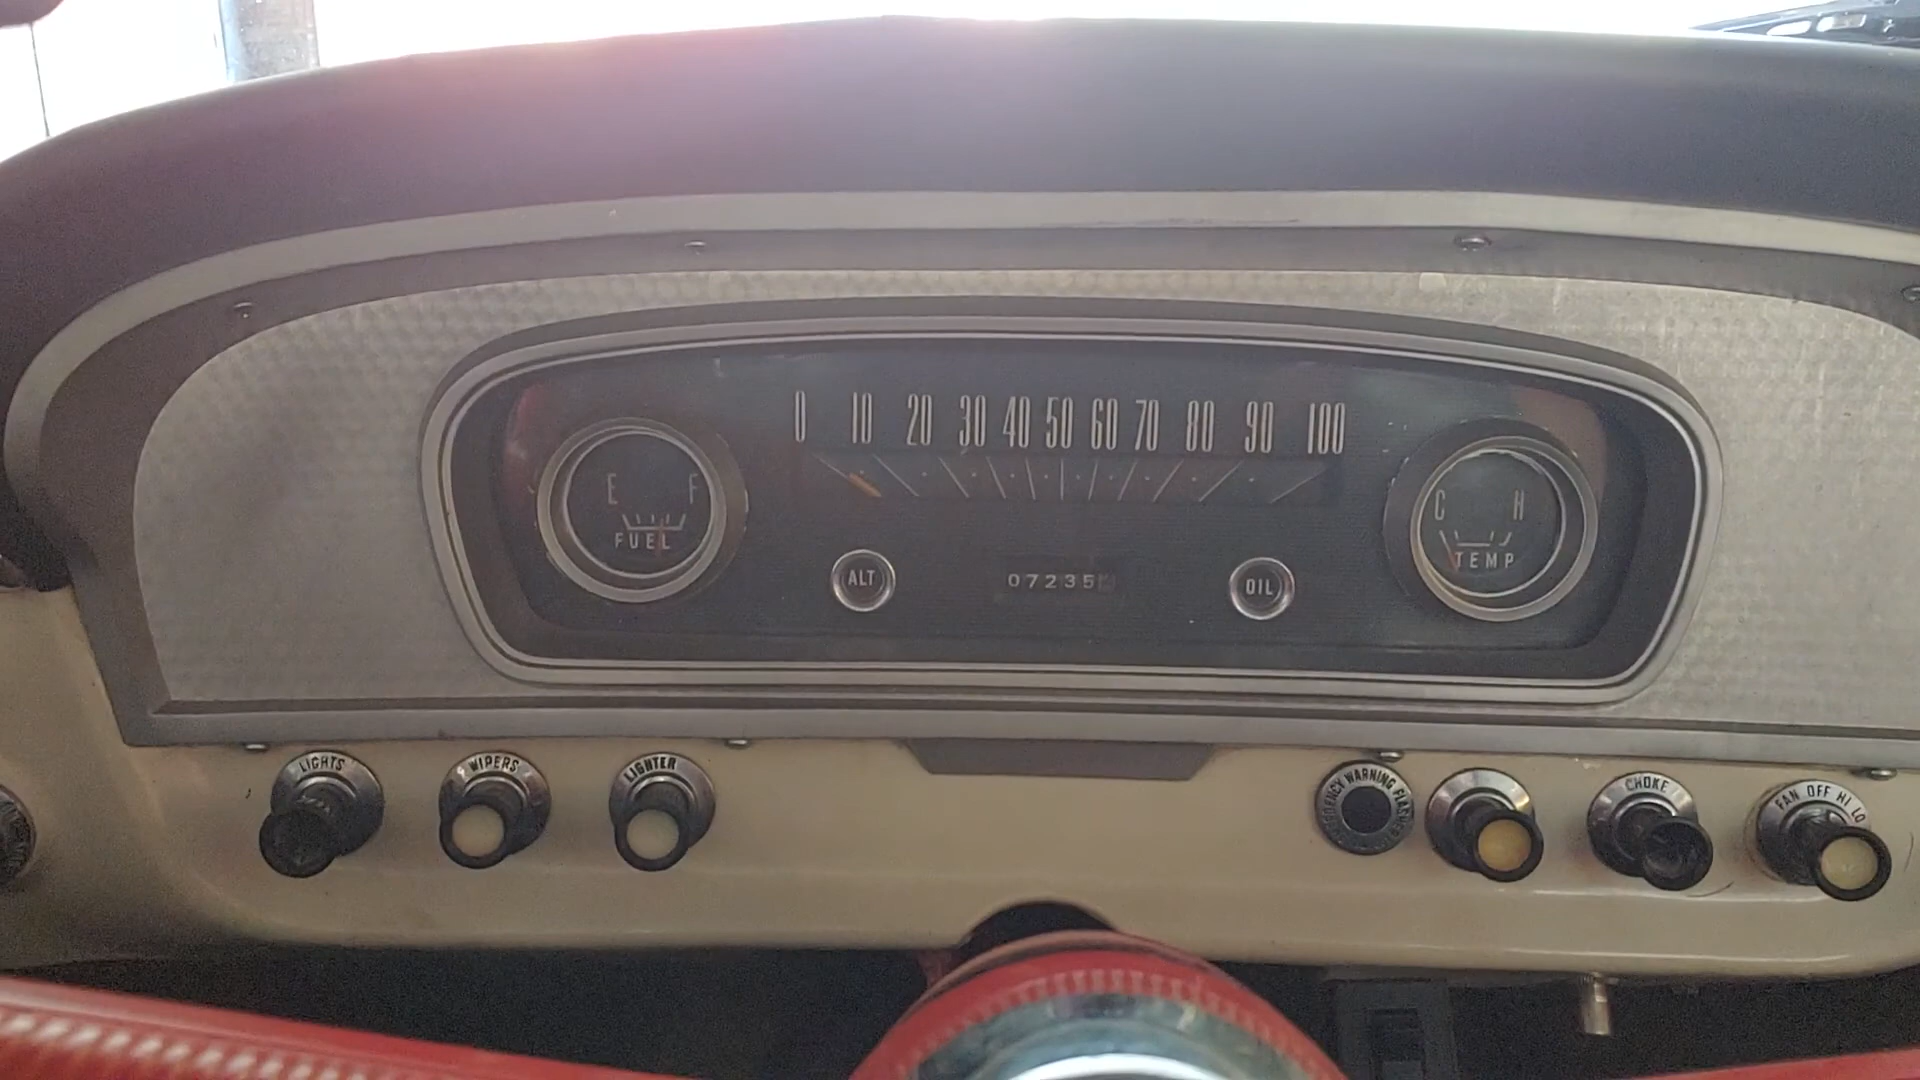 0 10 20 30 40 50 60 70 80 90 100
E F
FUEL
C H
TEMP
ALT
07235
OIL
LIGHTS
WIPERS
LIGHTER
WARNING
CHOKE
FAN OFF HI LO